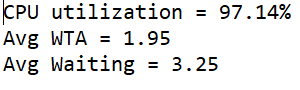 CPU utilization = 97.14%
Avg WTA = 1.95
Avg Waiting = 3.25